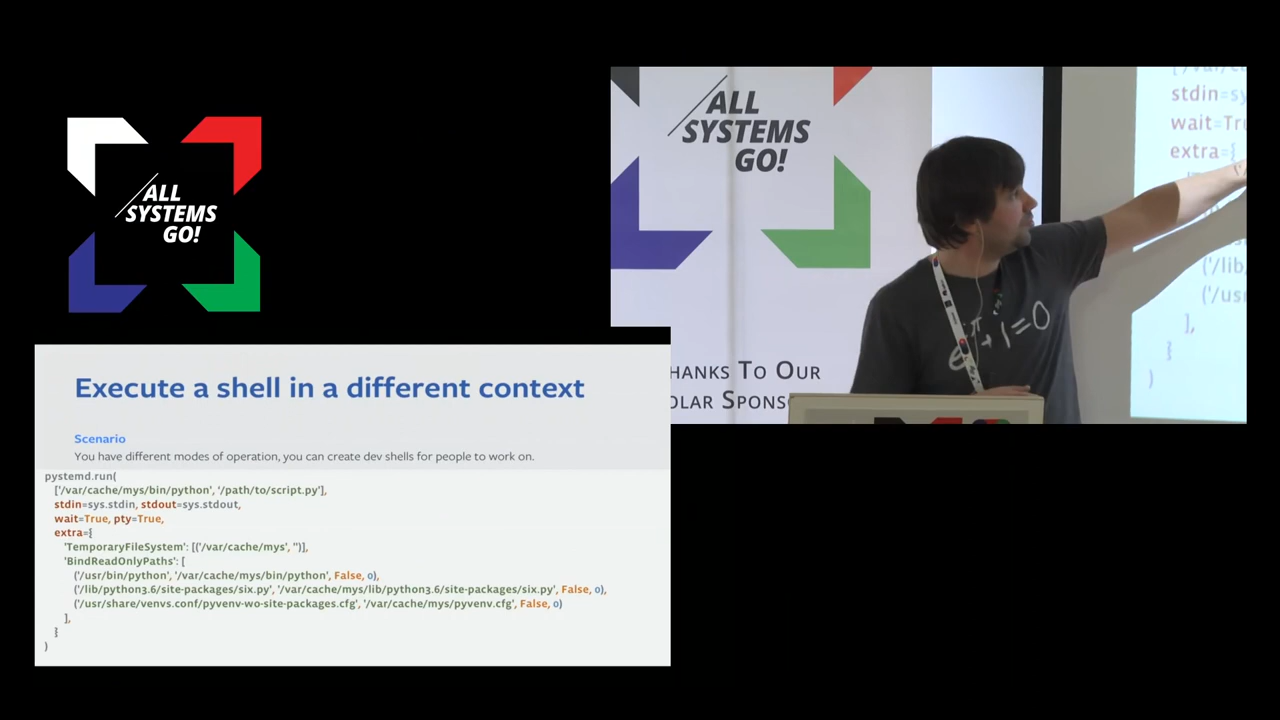 ALL
SYSTEMS
GO!
ALL
SYSTEMS
GO!
HANKS TO OUR
OLAR SPONS
stdin=sy
wait=Tru
extra={
('/lib
('/usr
],
}
)
Execute a shell in a different context
Scenario
You have different modes of operation, you can create dev shells for people to work on.
pystemd.run(
['/var/cache/mys/bin/python', '/path/to/script.py'],
stdin=sys.stdin, stdout=sys.stdout,
wait=True, pty=True,
extra={
'TemporaryFileSystem': [('/var/cache/mys', '')],
'BindReadOnlyPaths': [
('/usr/bin/python', '/var/cache/mys/bin/python', False, 0),
('/lib/python3.6/site-packages/six.py', '/var/cache/mys/lib/python3.6/site-packages/six.py', False, 0),
('/usr/share/venvs.conf/pyvenv-wo-site-packages.cfg', '/var/cache/mys/pyvenv.cfg', False, 0)
],
}
)